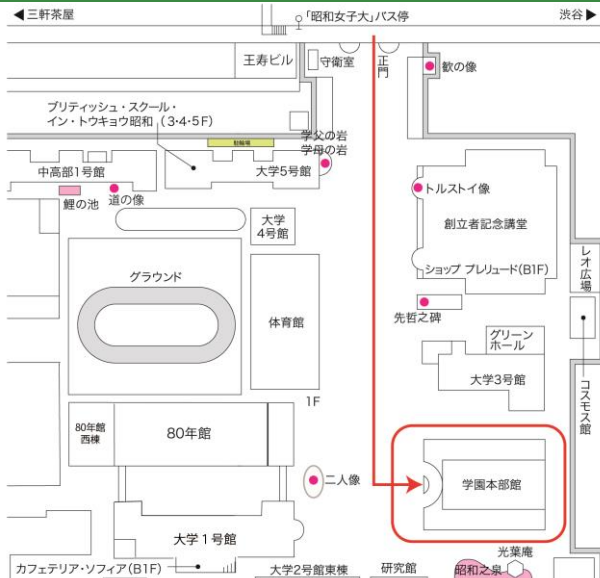 ◀三軒茶屋
「昭和女子大」バス停
渋谷▶
王寿ビル
守衛室
正門
歓の像
ブリティッシュ・スクール・
イン・トウキョウ昭和（3・4・5F）
駐輪場
学父の岩
学母の岩
中高部1号館
大学5号館
トルストイ像
鯉の池
道の像
大学
4号館
創立者記念講堂
グラウンド
ショップ プレリュード(B1F)
レオ広場
体育館
先哲之碑
グリーン
ホール
大学3号館
コスモス館
1F
80年館
西棟
80年館
二人像
学園本部館
大学1号館
光葉庵
カフェテリア・ソフィア(B1F)
大学2号館東棟
研究館
昭和之泉